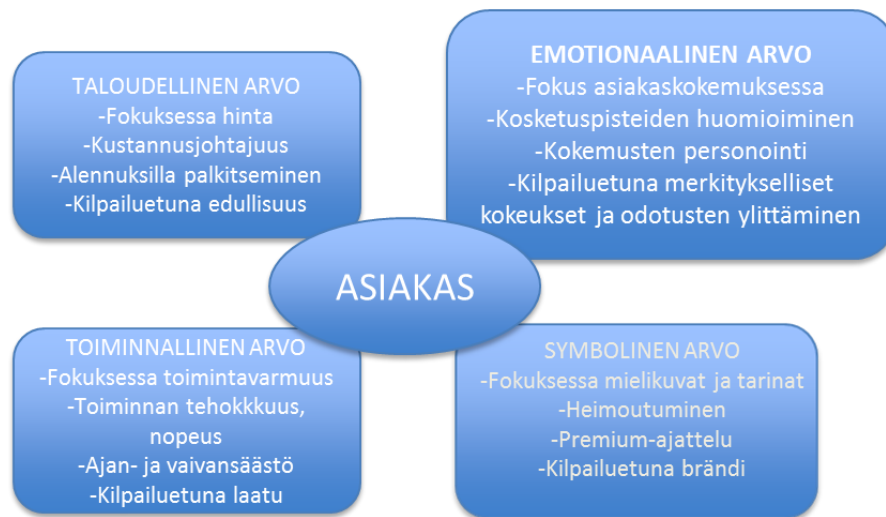 TALOUDELLINEN ARVO
-Fokuksessa hinta
-Kustannusjohtajuus
-Alennuksilla palkitseminen
-Kilpailuetuna edullisuus
EMOTIONAALINEN ARVO
-Fokus asiakaskokemuksessa
-Kosketuspisteiden huomioiminen
-Kokemusten personointi
-Kilpailuetuna merkitykselliset
kokeukset ja odotusten ylittäminen
ASIAKAS
TOIMINNALLINEN ARVO
-Fokuksessa toimintavarmuus
-Toiminnan tehokkkuus,
nopeus
-Ajan- ja vaivansäästö
-Kilpailuetuna laatu
SYMBOLINEN ARVO
-Fokuksessa mielikuvat ja tarinat
-Heimoutuminen
-Premium-ajattelu
-Kilpailuetuna brändi